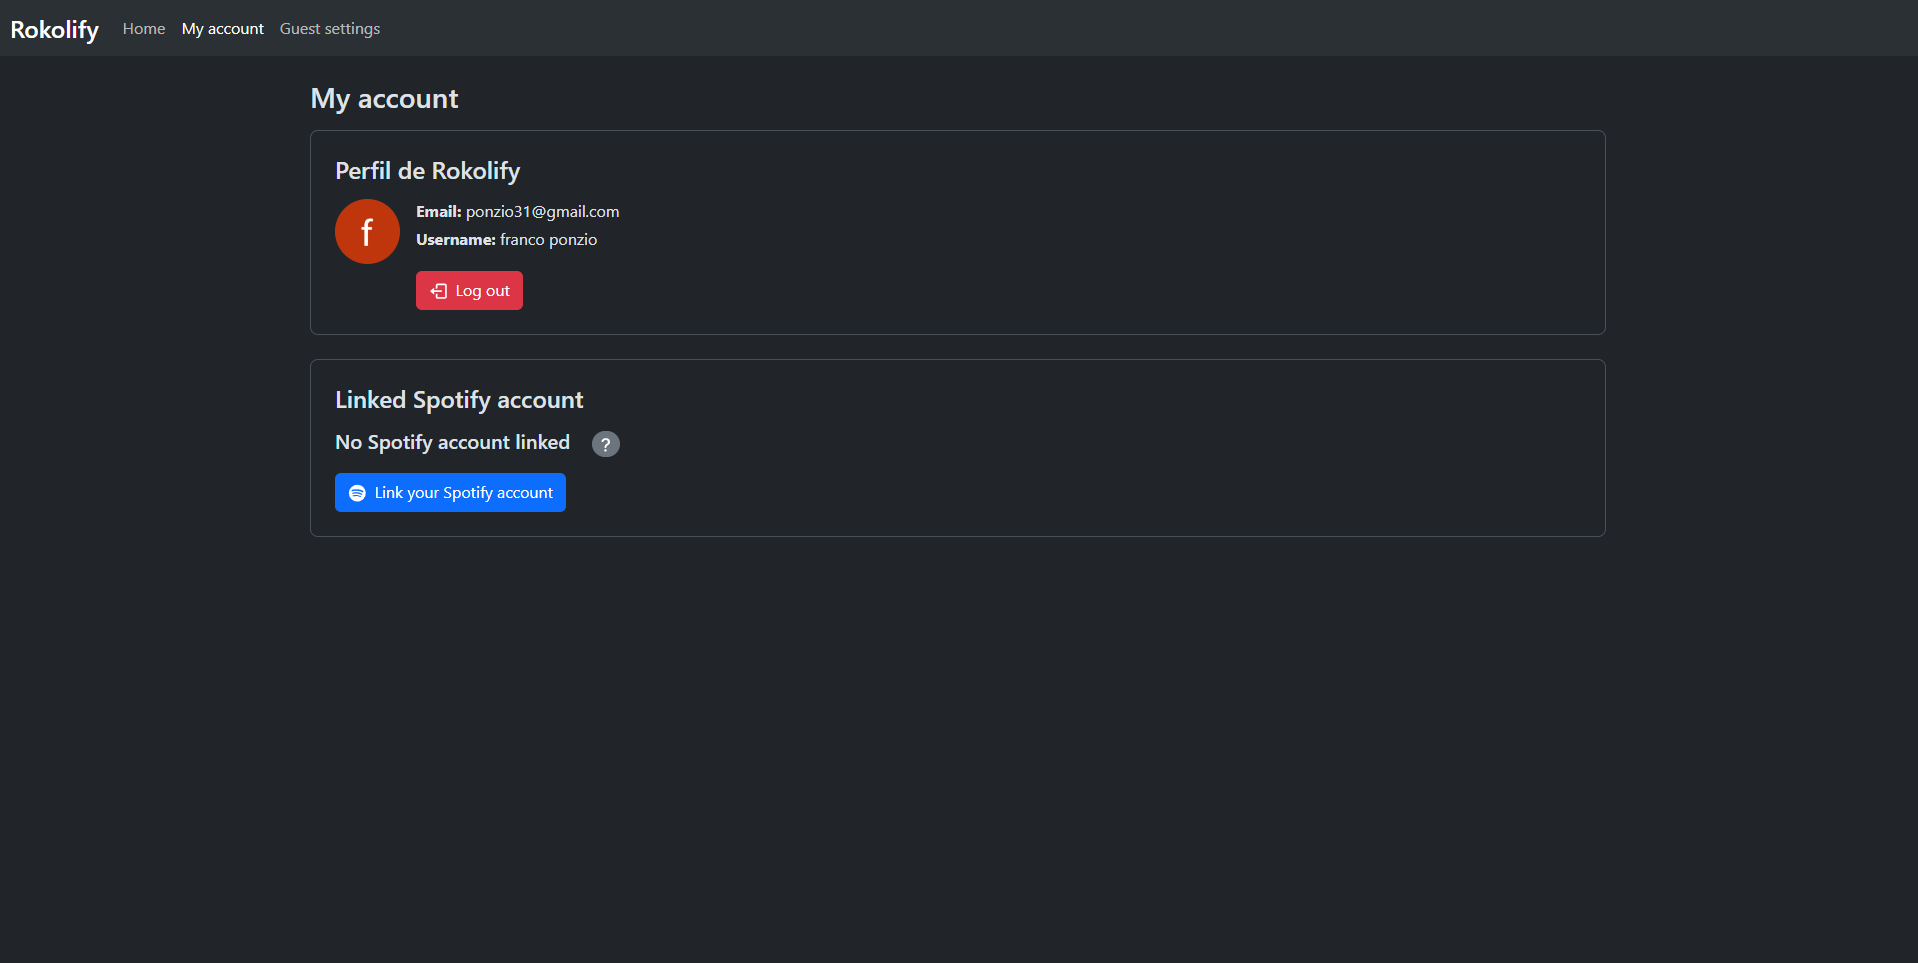 Rokolify Home My account Guest settings
My account
Perfil de Rokolify
f
Email: ponzio31@gmail.com
Username: franco ponzio
Log out
Linked Spotify account
No Spotify account linked ?
Link your Spotify account